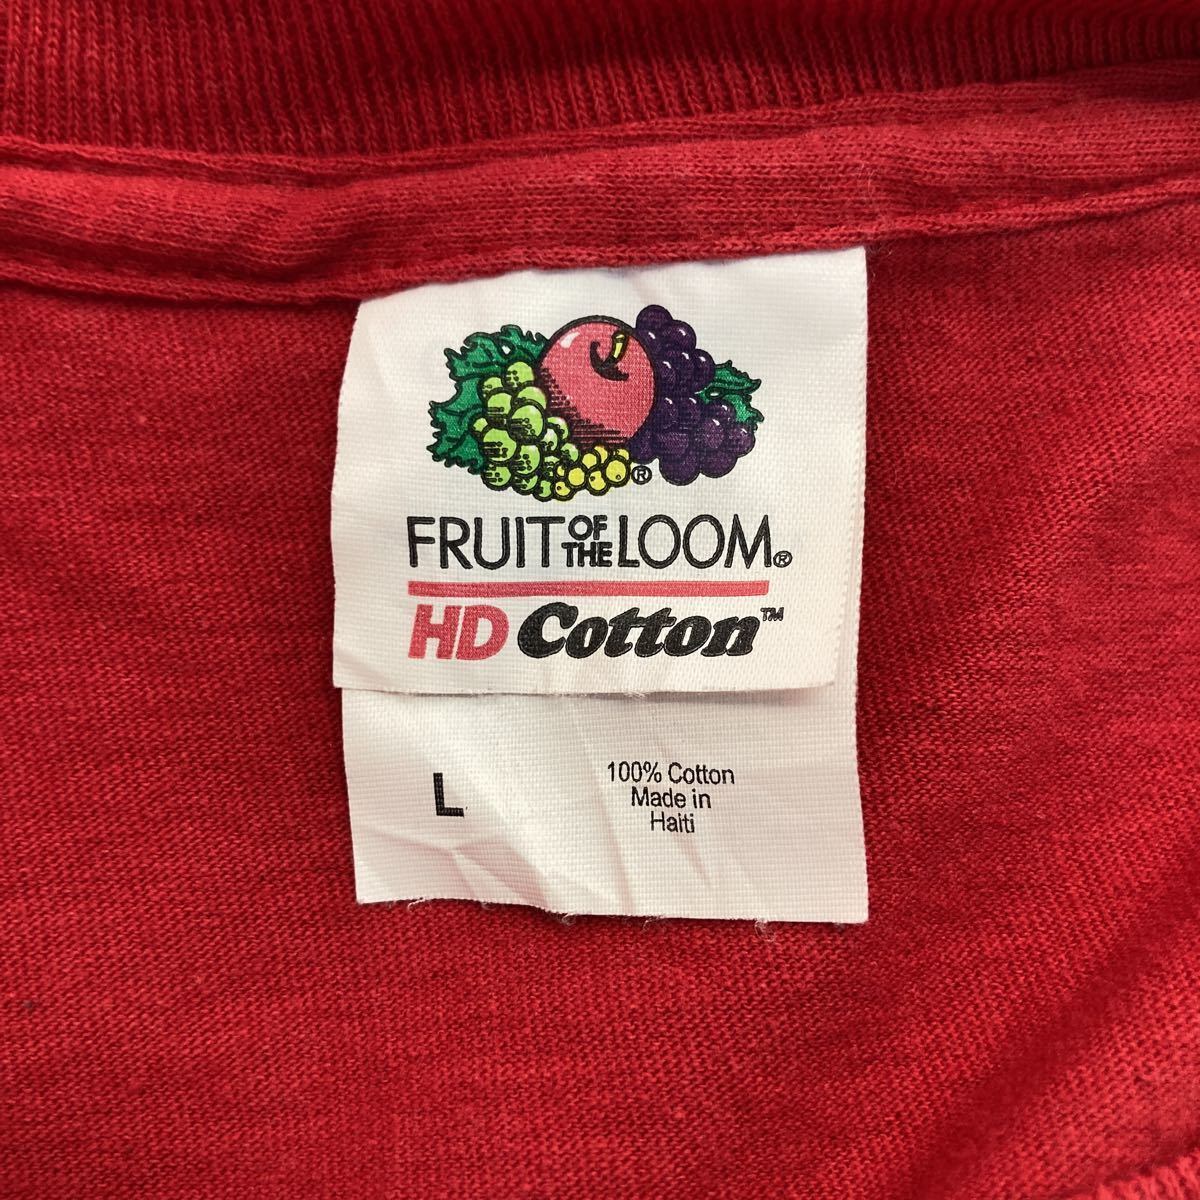 ®
FRUIT OF THE LOOM®
HD Cotton™
L
100% Cotton
Made in
Haiti